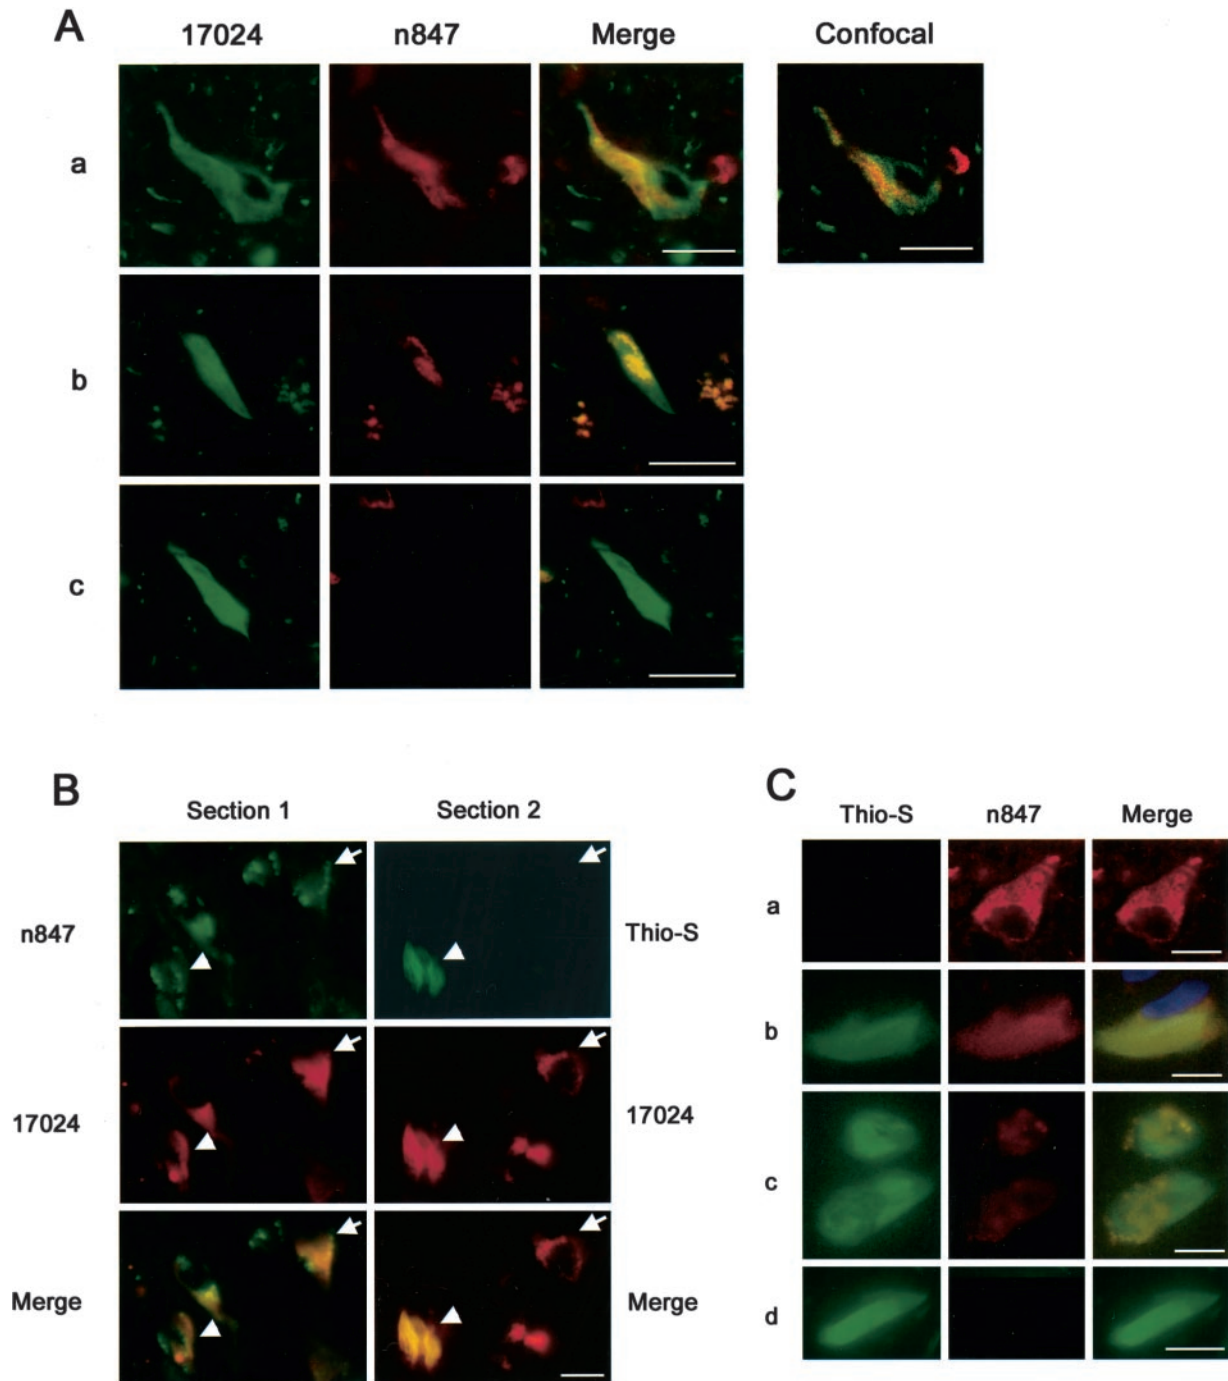 A
17024 n847 Merge Confocal
a
b
c
B
Section 1 Section 2
n847 Thio-S
17024 17024
Merge Merge
C
Thio-S n847 Merge
a
b
c
d